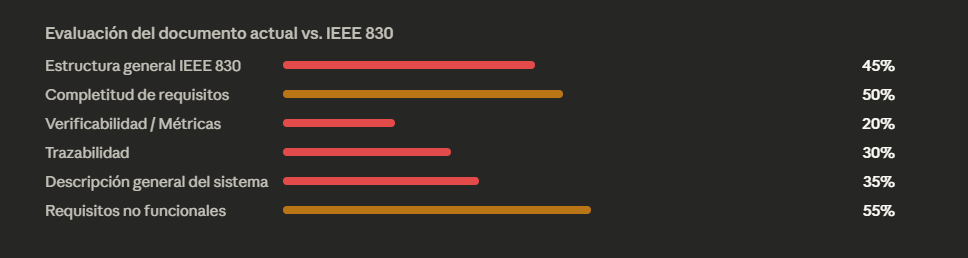 Evaluación del documento actual vs. IEEE 830
Estructura general IEEE 830 45%
Completitud de requisitos 50%
Verificabilidad / Métricas 20%
Trazabilidad 30%
Descripción general del sistema 35%
Requisitos no funcionales 55%